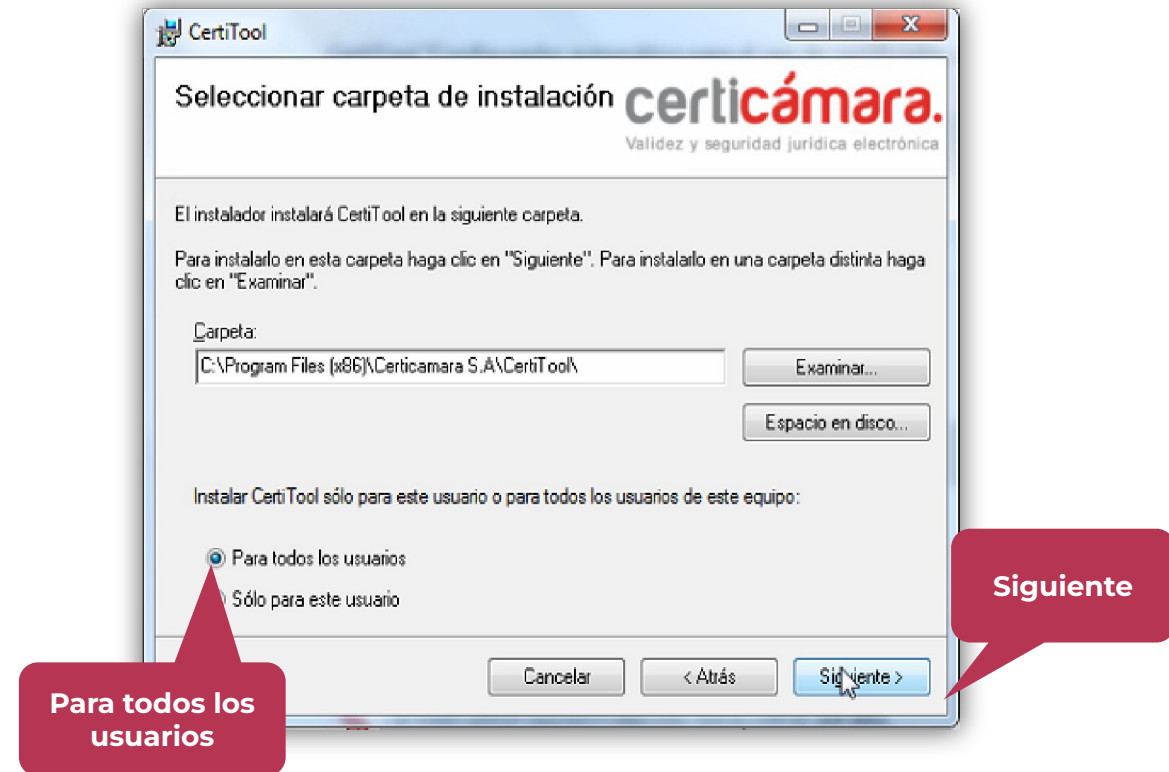 CertiTool
Seleccionar carpeta de instalación
certicámara.
Validez y seguridad jurídica electrónica
El instalador instalará CertiTool en la siguiente carpeta.
Para instalarlo en esta carpeta haga clic en "Siguiente". Para instalarlo en una carpeta distinta haga
clic en "Examinar".
Carpeta:
C:\Program Files (x86)\Certicamara S.A\CertiTool\
Examinar...
Espacio en disco...
Instalar CertiTool sólo para este usuario o para todos los usuarios de este equipo:
Para todos los usuarios
Sólo para este usuario
Siguiente
Cancelar
< Atrás
Siguiente >
Para todos los
usuarios